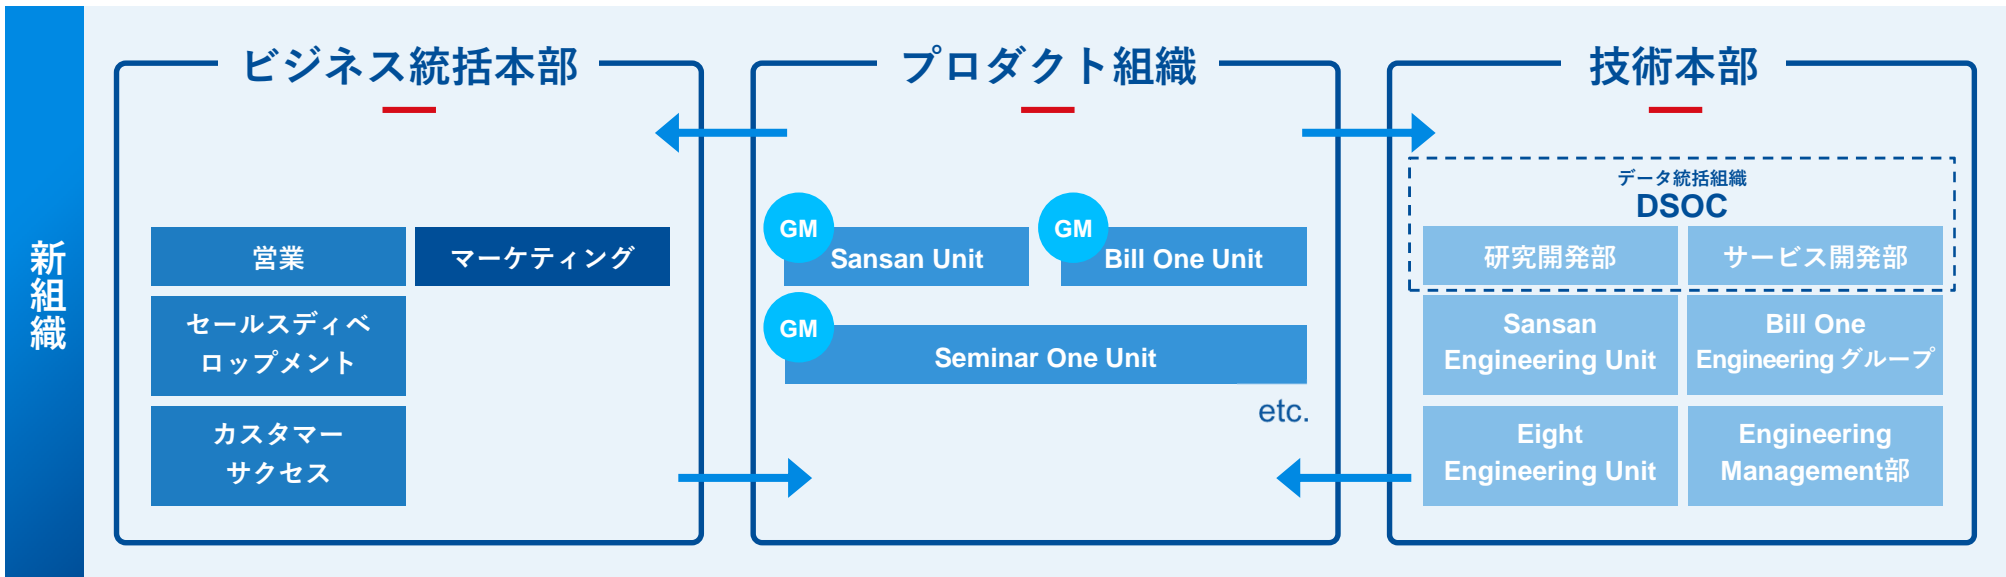 新組織
ビジネス統括本部
営業
マーケティング
セールスディベ
ロップメント
カスタマー
サクセス
プロダクト組織
GM
Sansan Unit
GM
Bill One Unit
GM
Seminar One Unit
etc.
技術本部
データ統括組織
DSOC
研究開発部
サービス開発部
Sansan
Engineering Unit
Bill One
Engineering グループ
Eight
Engineering Unit
Engineering
Management部